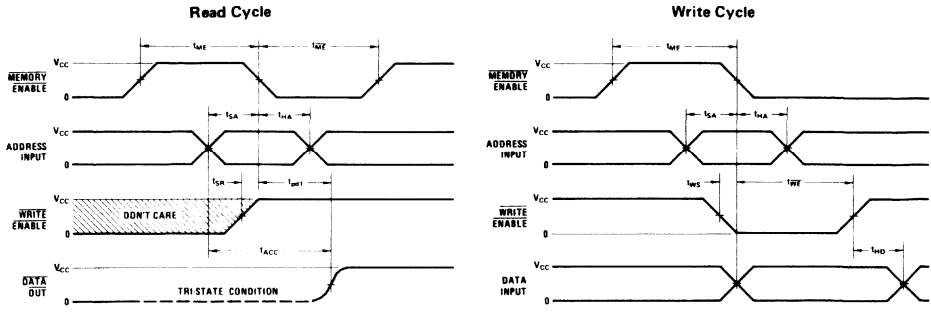 Read Cycle
tME
tME
VCC
MEMORY
ENABLE
0
tSA
tHA
VCC
ADDRESS
INPUT
0
tSR
tpd1
VCC
WRITE
ENABLE
DON'T CARE
0
tACC
VCC
DATA
OUT
TRI-STATE CONDITION
0
Write Cycle
tME
VCC
MEMORY
ENABLE
0
tSA
tHA
VCC
ADDRESS
INPUT
0
tWS
tWE
VCC
WRITE
ENABLE
0
tHD
VCC
DATA
INPUT
0